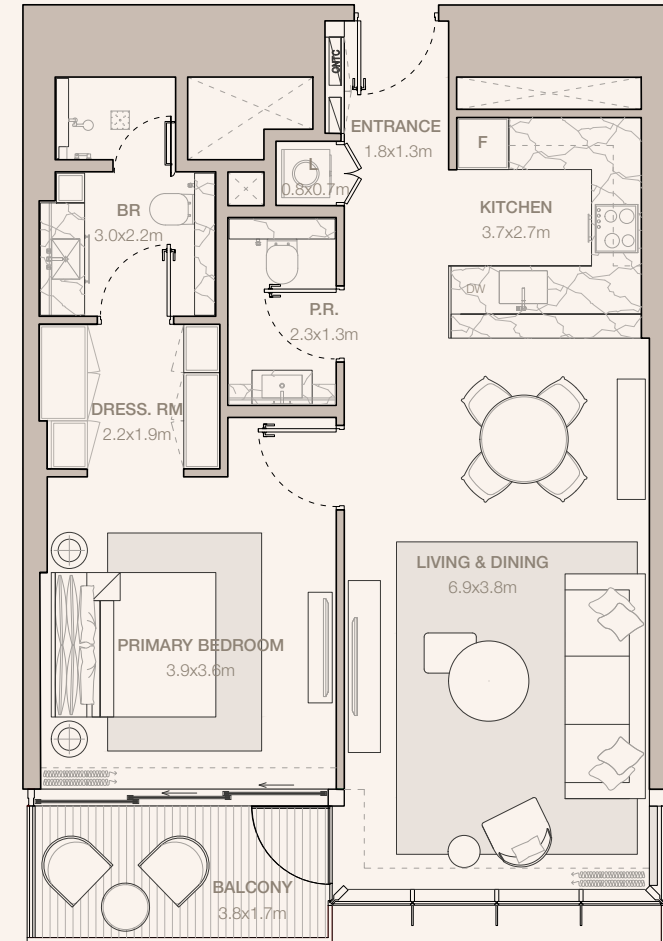 ONTC
ENTRANCE
1.8x1.3m
F
L
0.8x0.7m
KITCHEN
3.7x2.7m
BR
3.0x2.2m
DW
P.R.
2.3x1.3m
DRESS. RM
2.2x1.9m
LIVING & DINING
6.9x3.8m
PRIMARY BEDROOM
3.9x3.6m
BALCONY
3.8x1.7m